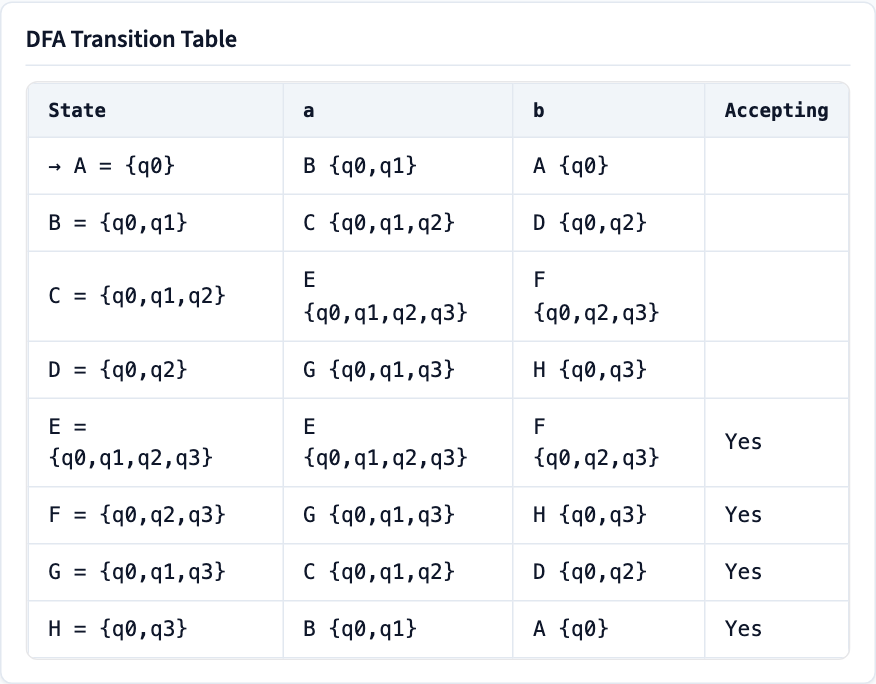 DFA Transition Table
State a b Accepting
→ A = {q0} B {q0,q1} A {q0}
B = {q0,q1} C {q0,q1,q2} D {q0,q2}
C = {q0,q1,q2} E {q0,q1,q2,q3} F {q0,q2,q3}
D = {q0,q2} G {q0,q1,q3} H {q0,q3}
E = {q0,q1,q2,q3} E {q0,q1,q2,q3} F {q0,q2,q3} Yes
F = {q0,q2,q3} G {q0,q1,q3} H {q0,q3} Yes
G = {q0,q1,q3} C {q0,q1,q2} D {q0,q2} Yes
H = {q0,q3} B {q0,q1} A {q0} Yes